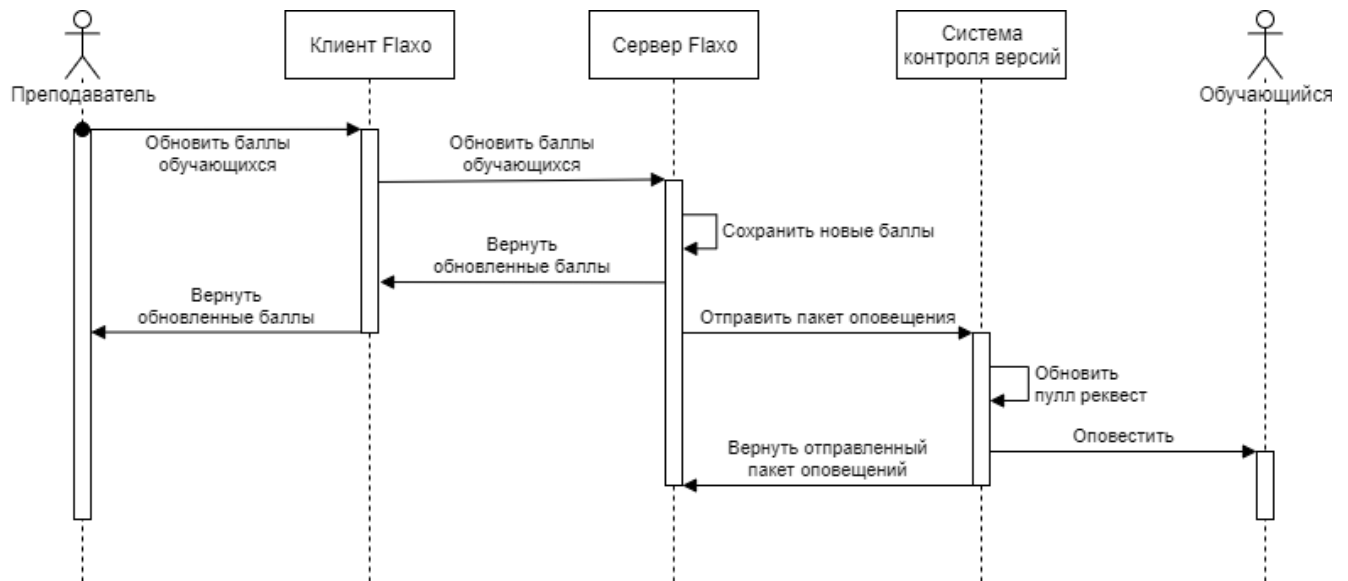 Преподаватель
Клиент Flaxo
Сервер Flaxo
Система
контроля версий
Обучающийся
Обновить баллы
обучающихся
Обновить баллы
обучающихся
Сохранить новые баллы
Вернуть
обновленные баллы
Вернуть
обновленные баллы
Отправить пакет оповещения
Обновить
пулл реквест
Оповестить
Вернуть отправленный
пакет оповещений